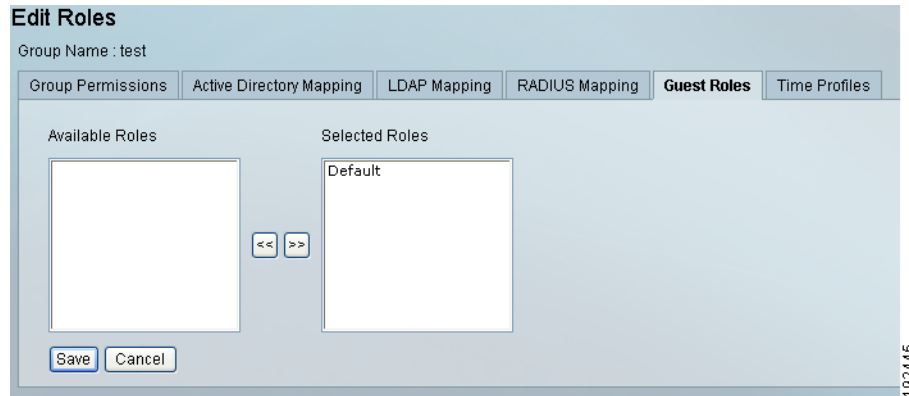 Edit Roles
Group Name : test
Group Permissions Active Directory Mapping LDAP Mapping RADIUS Mapping Guest Roles Time Profiles
Available Roles Selected Roles
Default
<< >>
Save Cancel